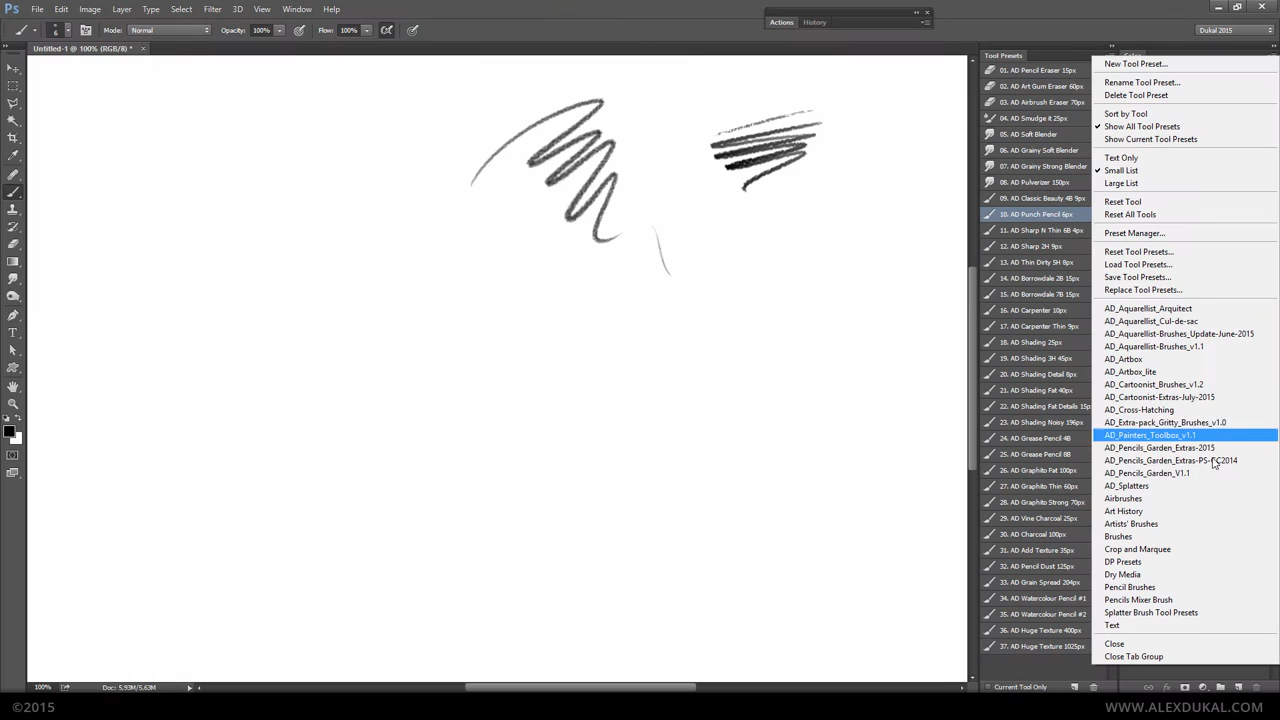 Ps File Edit Image Layer Type Select Filter 3D View Window Help
6 Mode: Normal Opacity: 100% Flow: 100% Dukal 2015
Actions History
Untitled-1 @ 100% (RGB/8) * ×
Tool Presets
Color
01. AD Pencil Eraser 15px
02. AD Art Gum Eraser 60px
03. AD Airbrush Eraser 70px
04. AD Smudge it 25px
05. AD Soft Blender
06. AD Grainy Soft Blender
07. AD Grainy Strong Blender
08. AD Pulverizer 150px
09. AD Classic Beauty 4B 9px
10. AD Punch Pencil 6px
11. AD Sharp N Thin 6B 4px
12. AD Sharp 2H 9px
13. AD Thin Dirty 5H 8px
14. AD Borrowdale 2B 15px
15. AD Borrowdale 7B 15px
16. AD Carpenter 10px
17. AD Carpenter Thin 9px
18. AD Shading 25px
19. AD Shading 3H 45px
20. AD Shading Detail 8px
21. AD Shading Fat 40px
22. AD Shading Fat Details 15p
23. AD Shading Noisy 196px
24. AD Grease Pencil 4B
25. AD Grease Pencil 8B
26. AD Graphito Fat 100px
27. AD Graphito Thin 60px
28. AD Graphito Strong 70px
29. AD Vine Charcoal 25px
30. AD Charcoal 100px
31. AD Add Texture 35px
32. AD Pencil Dust 125px
33. AD Grain Spread 204px
34. AD Watercolour Pencil #1
35. AD Watercolour Pencil #2
36. AD Huge Texture 400px
37. AD Huge Texture 1025px
New Tool Preset...
Rename Tool Preset...
Delete Tool Preset
Sort by Tool
Show All Tool Presets
Show Current Tool Presets
Text Only
Small List
Large List
Reset Tool
Reset All Tools
Preset Manager...
Reset Tool Presets...
Load Tool Presets...
Save Tool Presets...
Replace Tool Presets...
AD_Aquarellist_Arquitect
AD_Aquarellist_Cul-de-sac
AD_Aquarellist-Brushes_Update-June-2015
AD_Aquarellist-Brushes_v1.1
AD_Artbox
AD_Artbox_lite
AD_Cartoonist_Brushes_v1.2
AD_Cartoonist-Extras-July-2015
AD_Cross-Hatching
AD_Extra-pack_Gritty_Brushes_v1.0
AD_Painters_Toolbox_v1.1
AD_Pencils_Garden_Extras-2015
AD_Pencils_Garden_Extras-PS-CC2014
AD_Pencils_Garden_V1.1
AD_Splatters
Airbrushes
Art History
Artists' Brushes
Brushes
Crop and Marquee
DP Presets
Dry Media
Pencil Brushes
Pencils Mixer Brush
Splatter Brush Tool Presets
Text
Close
Close Tab Group
100% Doc: 5.93M/5.63M
Current Tool Only
©2015 WWW.ALEXDUKAL.COM